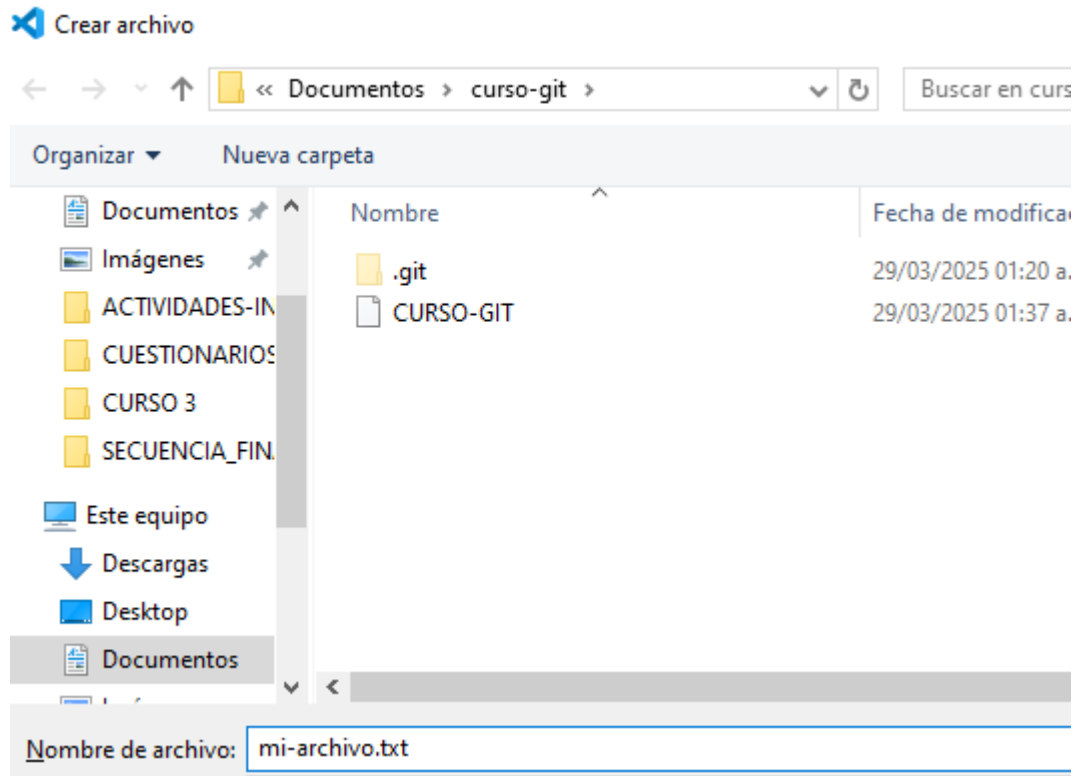 Crear archivo
« Documentos › curso-git ›
Buscar en curs
Organizar
Nueva carpeta
Documentos
Imágenes
ACTIVIDADES-IN
CUESTIONARIOS
CURSO 3
SECUENCIA_FIN.
Este equipo
Descargas
Desktop
Documentos
Nombre
Fecha de modifica
.git
29/03/2025 01:20 a.
CURSO-GIT
29/03/2025 01:37 a.
Nombre de archivo:
mi-archivo.txt